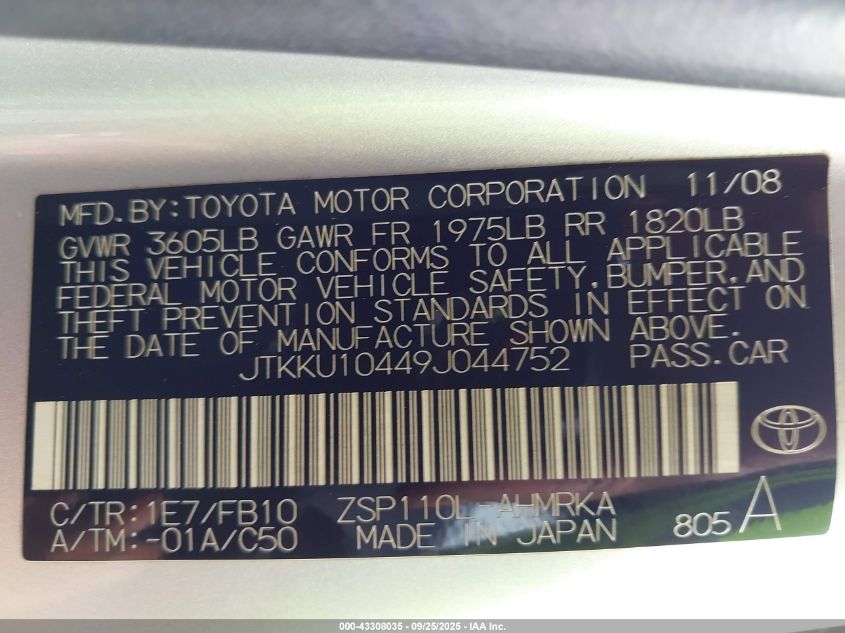 MFD.BY:TOYOTA MOTOR CORPORATION 11/08
GVWR 3605LB GAWR FR 1975LB RR 1820LB
THIS VEHICLE CONFORMS TO ALL APPLICABLE
FEDERAL MOTOR VEHICLE SAFETY,BUMPER,AND
THEFT PREVENTION STANDARDS IN EFFECT ON
THE DATE OF MANUFACTURE SHOWN ABOVE.
JTKKU10449J044752 PASS.CAR
C/TR:1E7/FB10 ZSP110L-AHMRKA
A/TM:-01A/C50 MADE IN JAPAN 805 A
000-43308035 - 09/25/2025 - IAA Inc.